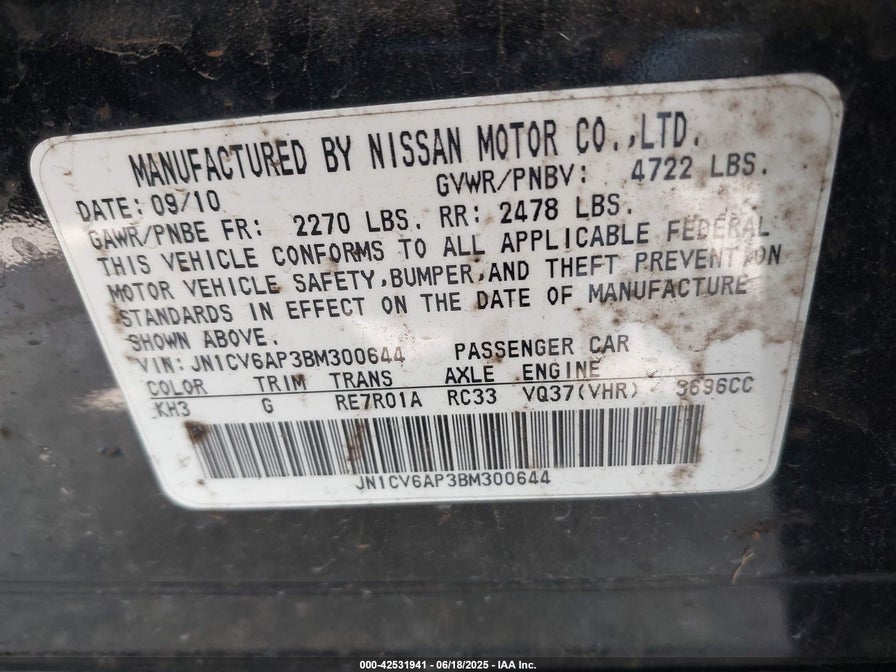 MANUFACTURED BY NISSAN MOTOR CO.,LTD.
DATE: 09/10 GVWR/PNBV: 4722 LBS.
GAWR/PNBE FR: 2270 LBS. RR: 2478 LBS.
THIS VEHICLE CONFORMS TO ALL APPLICABLE FEDERAL
MOTOR VEHICLE SAFETY,BUMPER,AND THEFT PREVENTION
STANDARDS IN EFFECT ON THE DATE OF MANUFACTURE
SHOWN ABOVE.
VIN: JN1CV6AP3BM300644 PASSENGER CAR
COLOR TRIM TRANS AXLE ENGINE
KH3 G RE7R01A RC33 VQ37(VHR) 3696CC
JN1CV6AP3BM300644
000-42531941 - 06/18/2025 - IAA Inc.